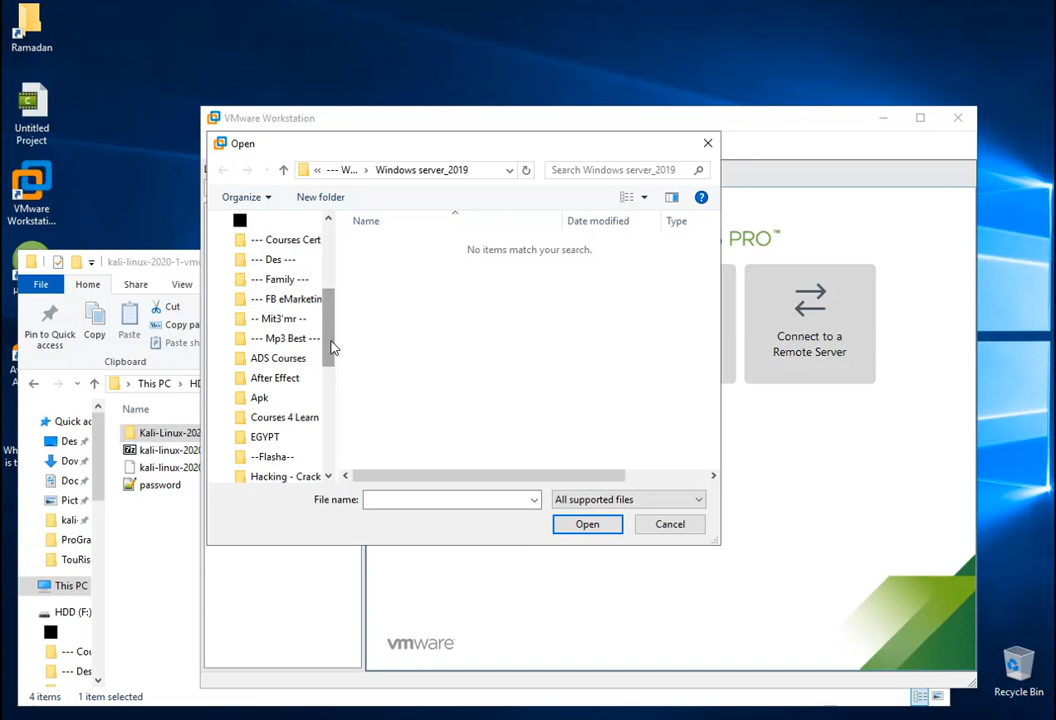 Ramadan
Untitled
Project
VMware
Workstati...
VMware Workstation
Open
« --- W... › Windows server_2019
Search Windows server_2019
Organize
New folder
Name
Date modified
Type
No items match your search.
--- Courses Cert
--- Des ---
--- Family ---
--- FB eMarketin
-- Mit3'mr --
--- Mp3 Best ---
ADS Courses
After Effect
Apk
Courses 4 Learn
EGYPT
--Flasha--
Hacking - Crack
File name:
All supported files
Open
Cancel
PRO™
Connect to a
Remote Server
vmware
kali-linux-2020-1-vm
File
Home
Share
View
Pin to Quick
access
Copy
Paste
Cut
Copy pa
Paste sh
Clipboard
This PC › HD
Name
Quick ac
Des
Dov
Doc
Pict
kali-
ProGra
TouRis
This PC
HDD (F:)
--- Cou
--- Des
Kali-Linux-202
kali-linux-2020
kali-linux-2020
password
4 items
1 item selected
Recycle Bin